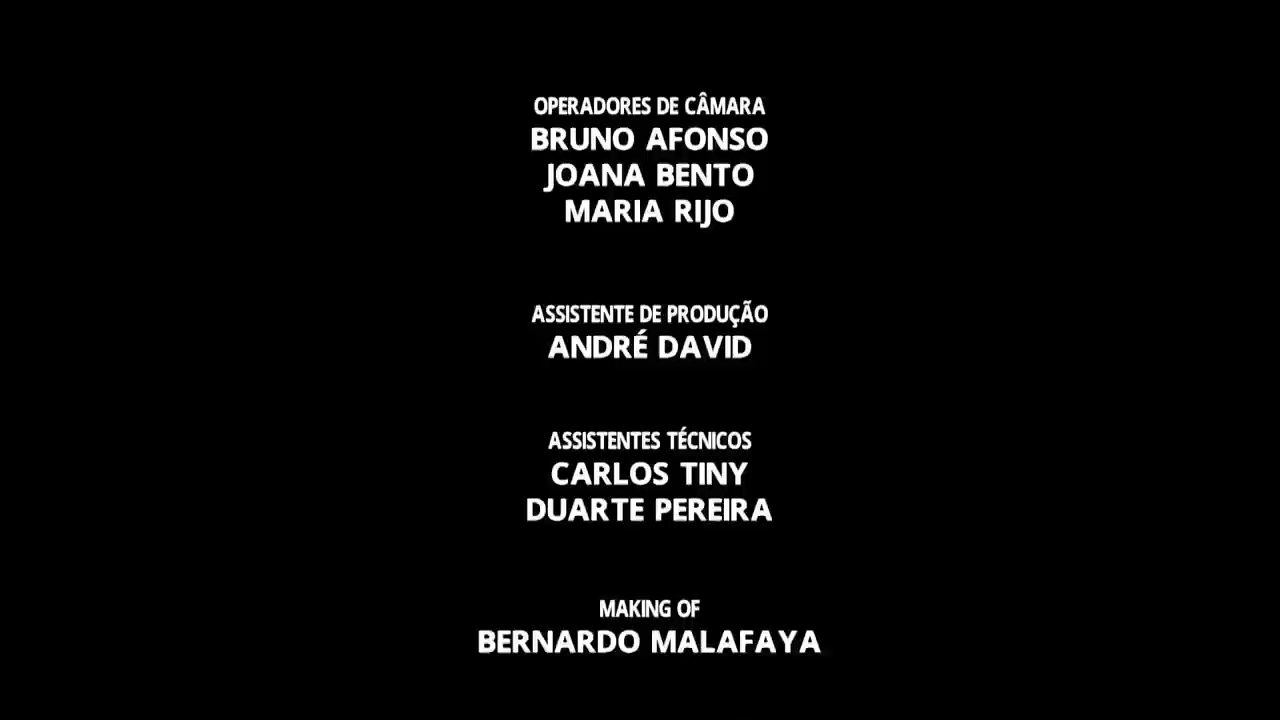 OPERADORES DE CÂMARA
BRUNO AFONSO
JOANA BENTO
MARIA RIJO
ASSISTENTE DE PRODUÇÃO
ANDRÉ DAVID
ASSISTENTES TÉCNICOS
CARLOS TINY
DUARTE PEREIRA
MAKING OF
BERNARDO MALAFAYA